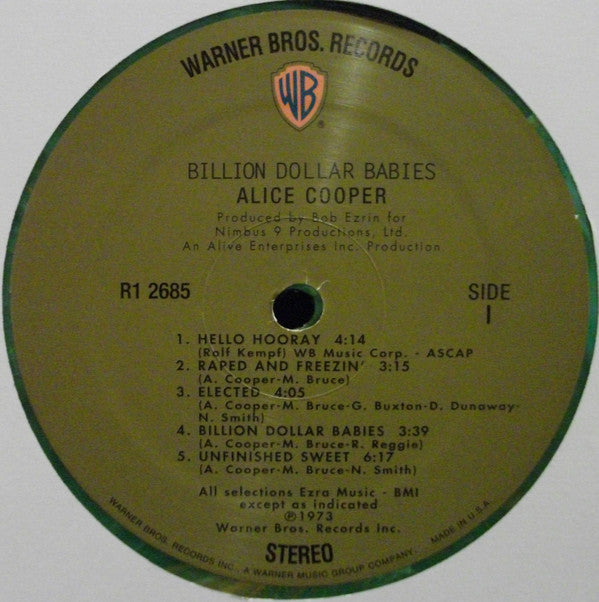 WARNER BROS. RECORDS
WB
®
BILLION DOLLAR BABIES
ALICE COOPER
Produced by Bob Ezrin for
Nimbus 9 Productions, Ltd.
An Alive Enterprises Inc. Production
R1 2685
SIDE
1
1. HELLO HOORAY 4:14
(Rolf Kempf) WB Music Corp. - ASCAP
2. RAPED AND FREEZIN' 3:15
(A. Cooper-M. Bruce)
3. ELECTED 4:05
(A. Cooper-M. Bruce-G. Buxton-D. Dunaway-
N. Smith)
4. BILLION DOLLAR BABIES 3:39
(A. Cooper-M. Bruce-R. Reggie)
5. UNFINISHED SWEET 6:17
(A. Cooper-M. Bruce-N. Smith)
All selections Ezra Music - BMI
except as indicated
℗1973
Warner Bros. Records Inc.
STEREO
WARNER BROS. RECORDS INC., A WARNER MUSIC GROUP COMPANY · MADE IN U.S.A.